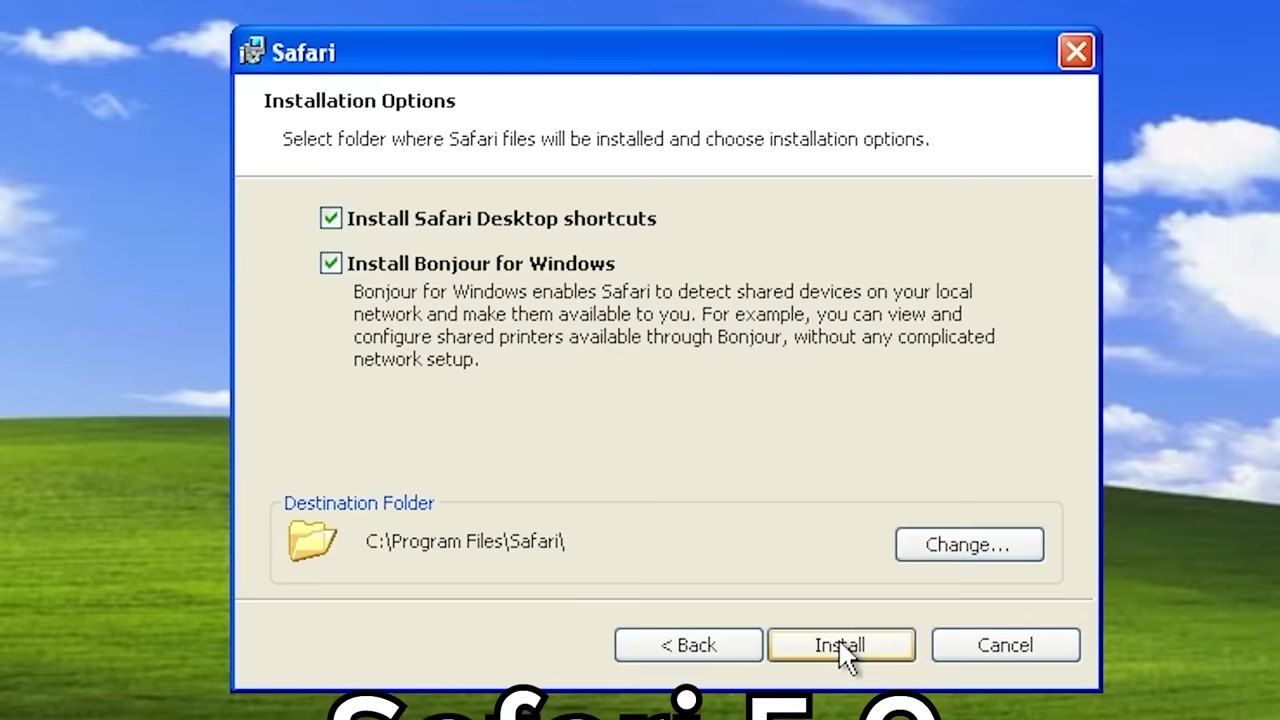 Safari
Installation Options
Select folder where Safari files will be installed and choose installation options.
Install Safari Desktop shortcuts
Install Bonjour for Windows
Bonjour for Windows enables Safari to detect shared devices on your local
network and make them available to you. For example, you can view and
configure shared printers available through Bonjour, without any complicated
network setup.
Destination Folder
C:\Program Files\Safari\
Change...
< Back
Install
Cancel